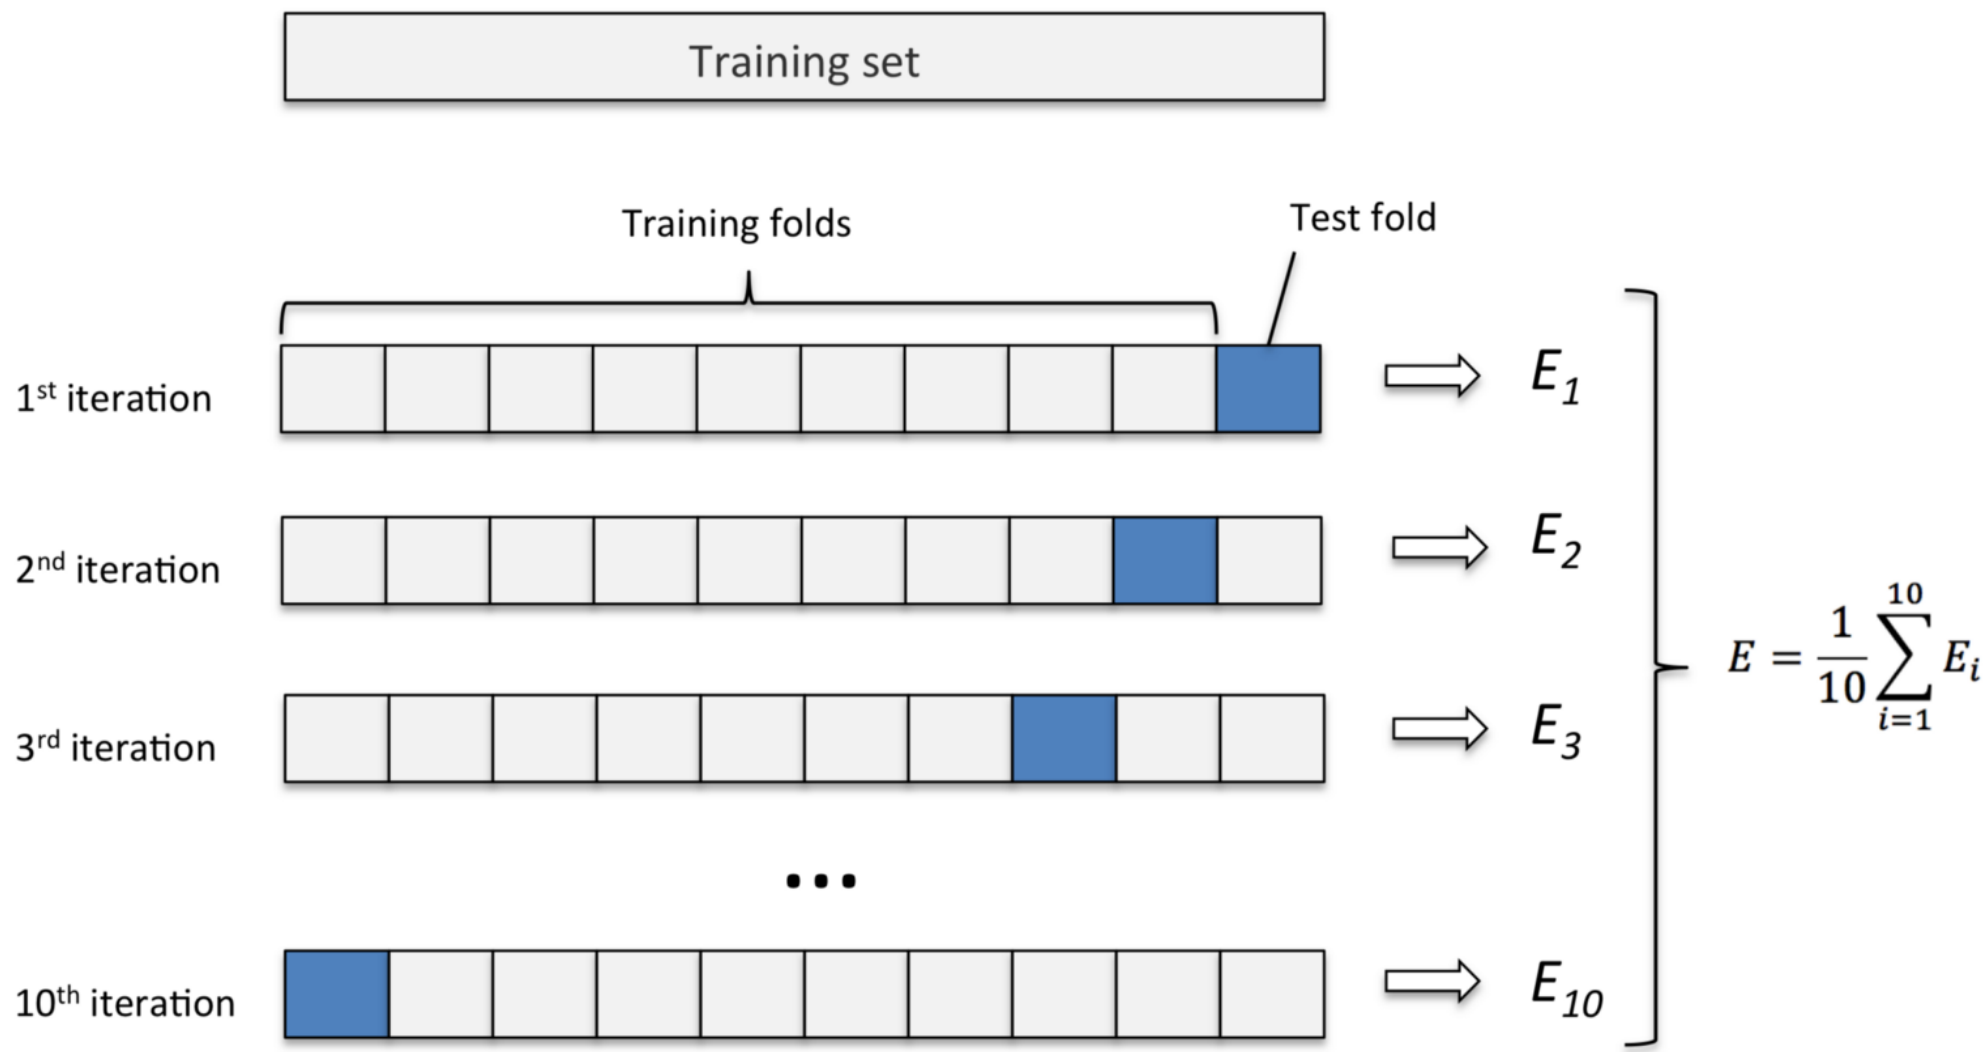 Training set
Training folds
Test fold
1st iteration
E1
2nd iteration
E2
3rd iteration
E3
...
10th iteration
E10
E = 1/10 ∑ i=1 10 Ei